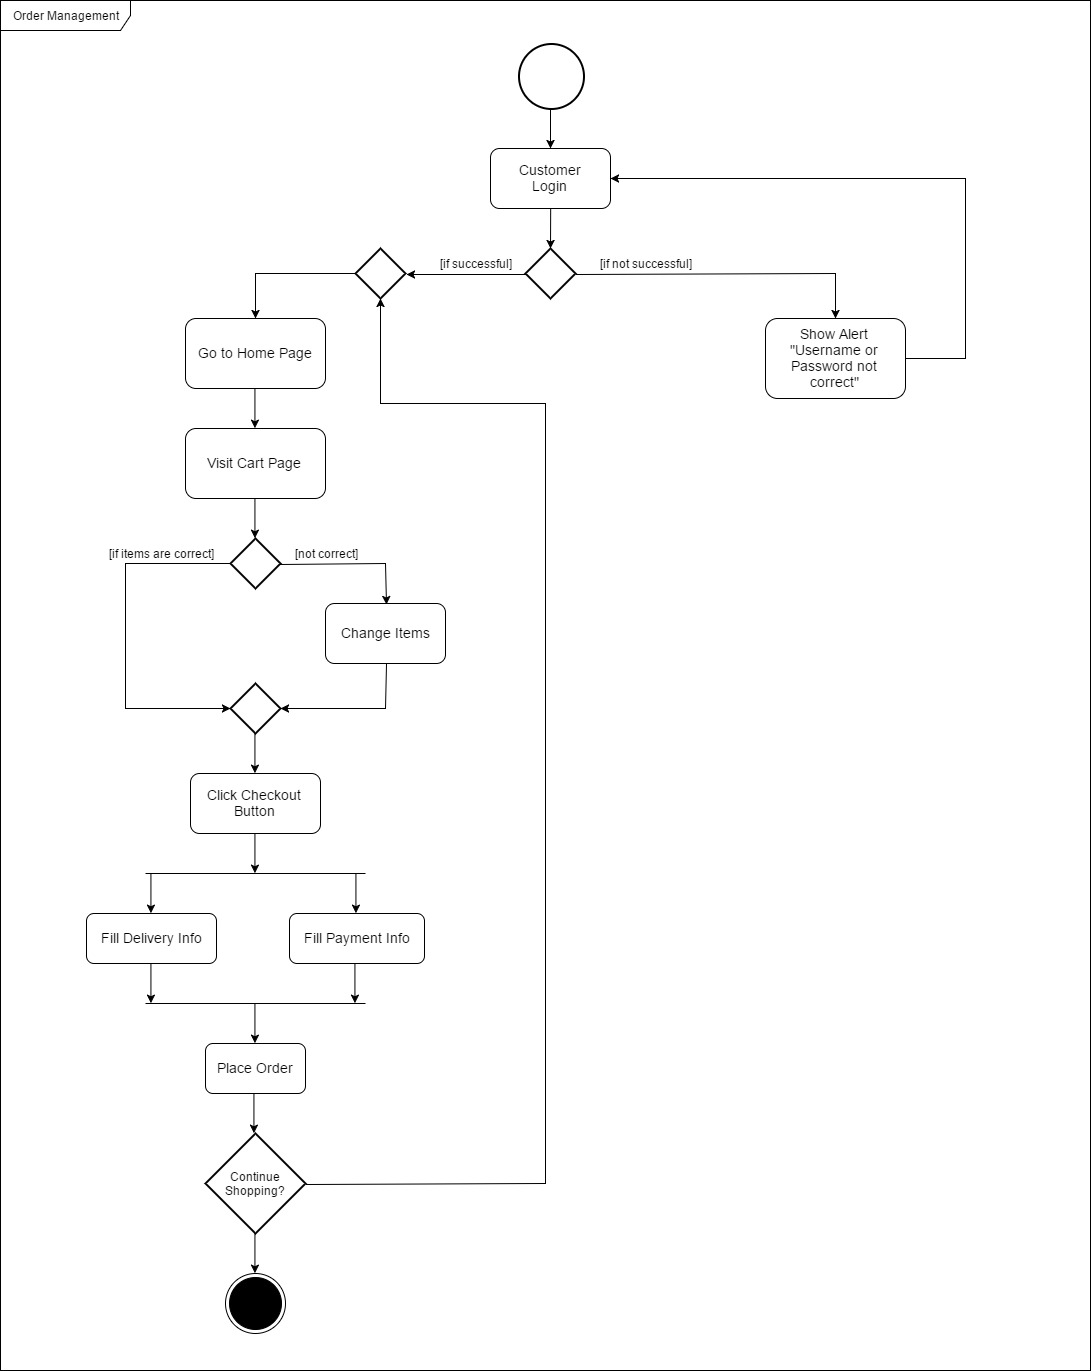 Order Management
Customer
Login
[if successful]
[if not successful]
Go to Home Page
Show Alert
"Username or
Password not
correct"
Visit Cart Page
[if items are correct]
[not correct]
Change Items
Click Checkout
Button
Fill Delivery Info
Fill Payment Info
Place Order
Continue
Shopping?